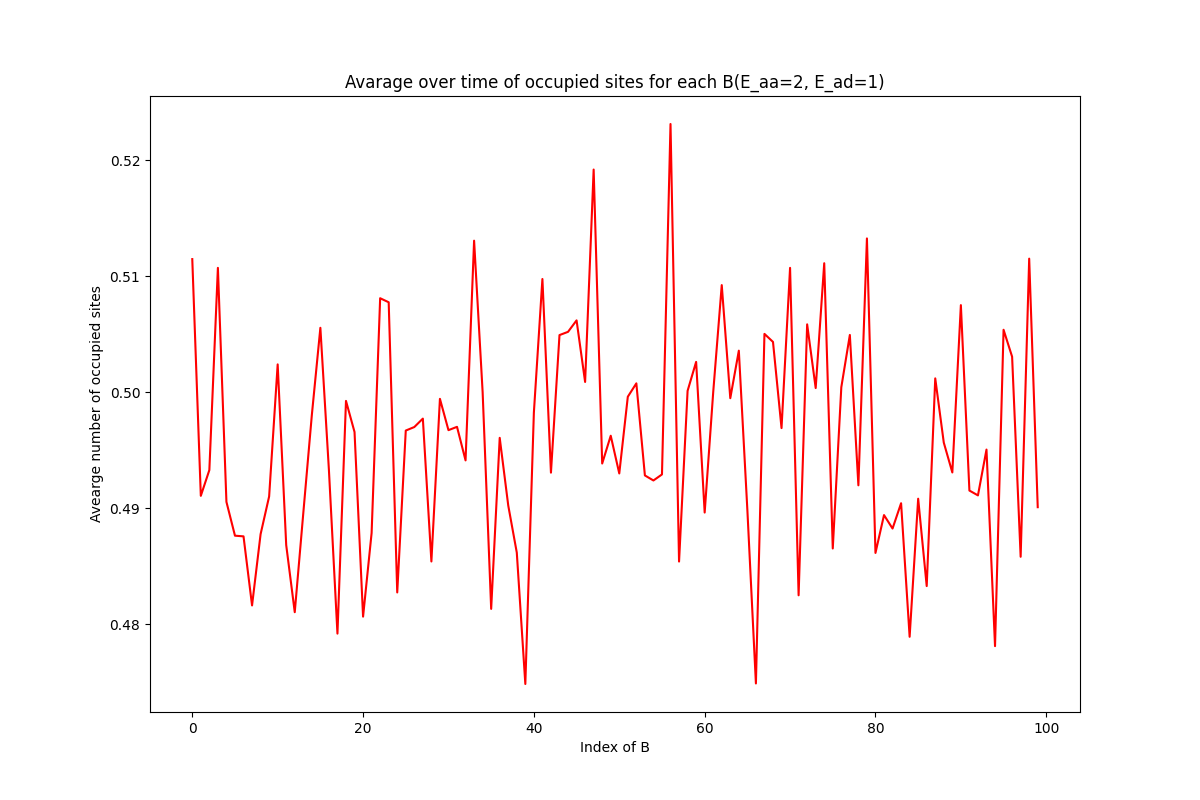 Avarage over time of occupied sites for each B(E_aa=2, E_ad=1)
Avearge number of occupied sites
0.52
0.51
0.50
0.49
0.48
0 20 40 60 80 100
Index of B